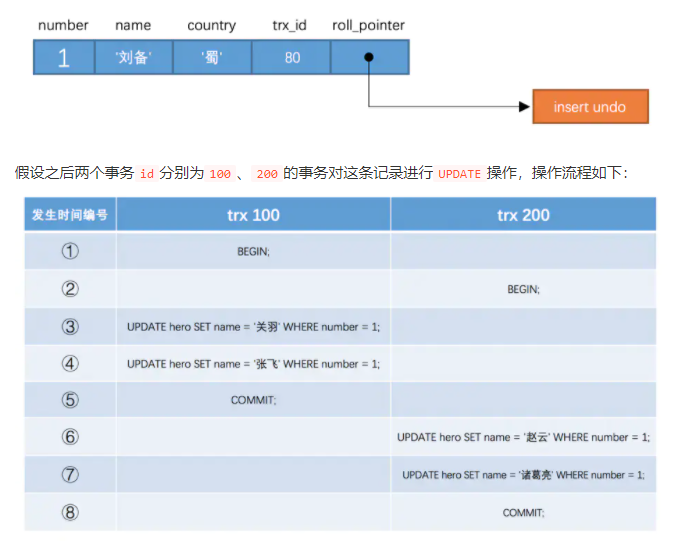 number name country trx_id roll_pointer
1 '刘备' '蜀' 80
insert undo
假设之后两个事务 id 分别为 100 、 200 的事务对这条记录进行 UPDATE 操作，操作流程如下：
发生时间编号 trx 100 trx 200
① BEGIN;
② BEGIN;
③ UPDATE hero SET name = '关羽' WHERE number = 1;
④ UPDATE hero SET name = '张飞' WHERE number = 1;
⑤ COMMIT;
⑥ UPDATE hero SET name = '赵云' WHERE number = 1;
⑦ UPDATE hero SET name = '诸葛亮' WHERE number = 1;
⑧ COMMIT;